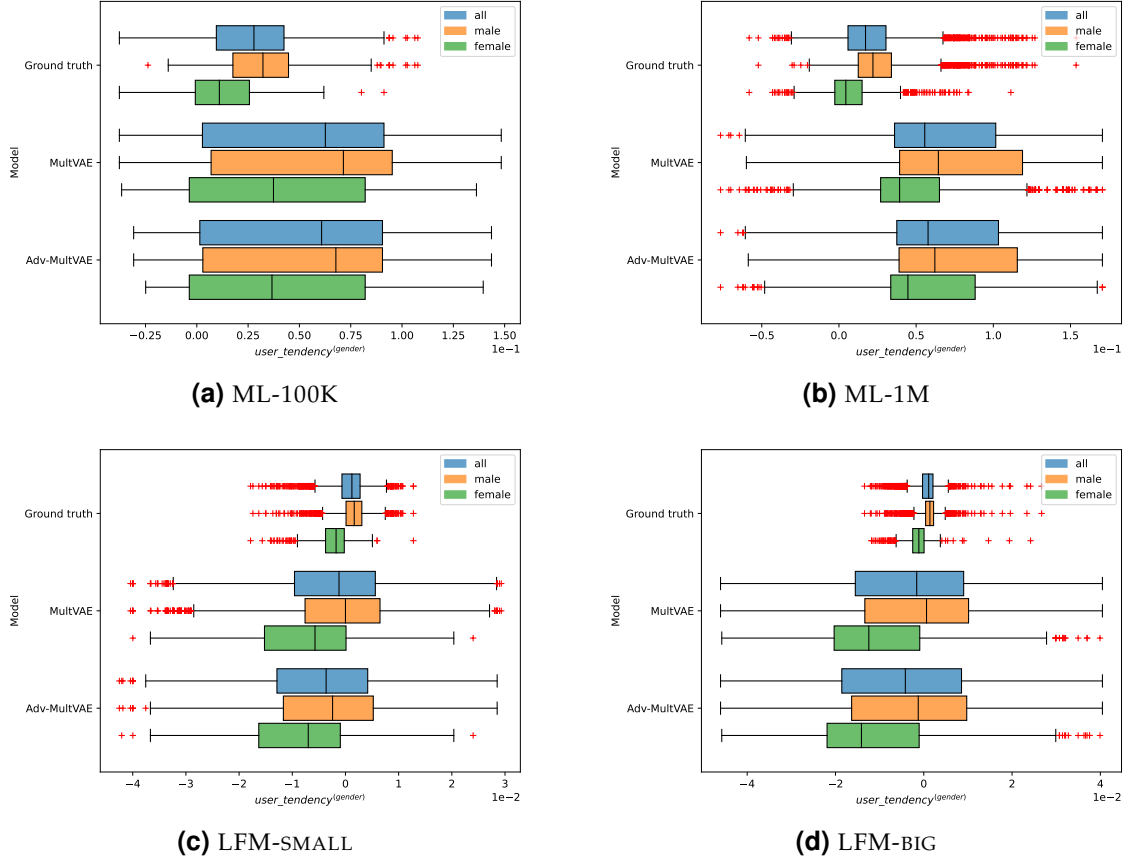 all
male
female
Ground truth
MultVAE
Adv-MultVAE
Model
−0.25 0.00 0.25 0.50 0.75 1.00 1.25 1.50
1e−1
user_tendency(gender)
(a) ML-100K
all
male
female
Ground truth
MultVAE
Adv-MultVAE
Model
−0.5 0.0 0.5 1.0 1.5
1e−1
user_tendency(gender)
(b) ML-1M
all
male
female
Ground truth
MultVAE
Adv-MultVAE
Model
−4 −3 −2 −1 0 1 2 3
1e−2
user_tendency(gender)
(c) LFM-SMALL
all
male
female
Ground truth
MultVAE
Adv-MultVAE
Model
−4 −2 0 2 4
1e−2
user_tendency(gender)
(d) LFM-BIG